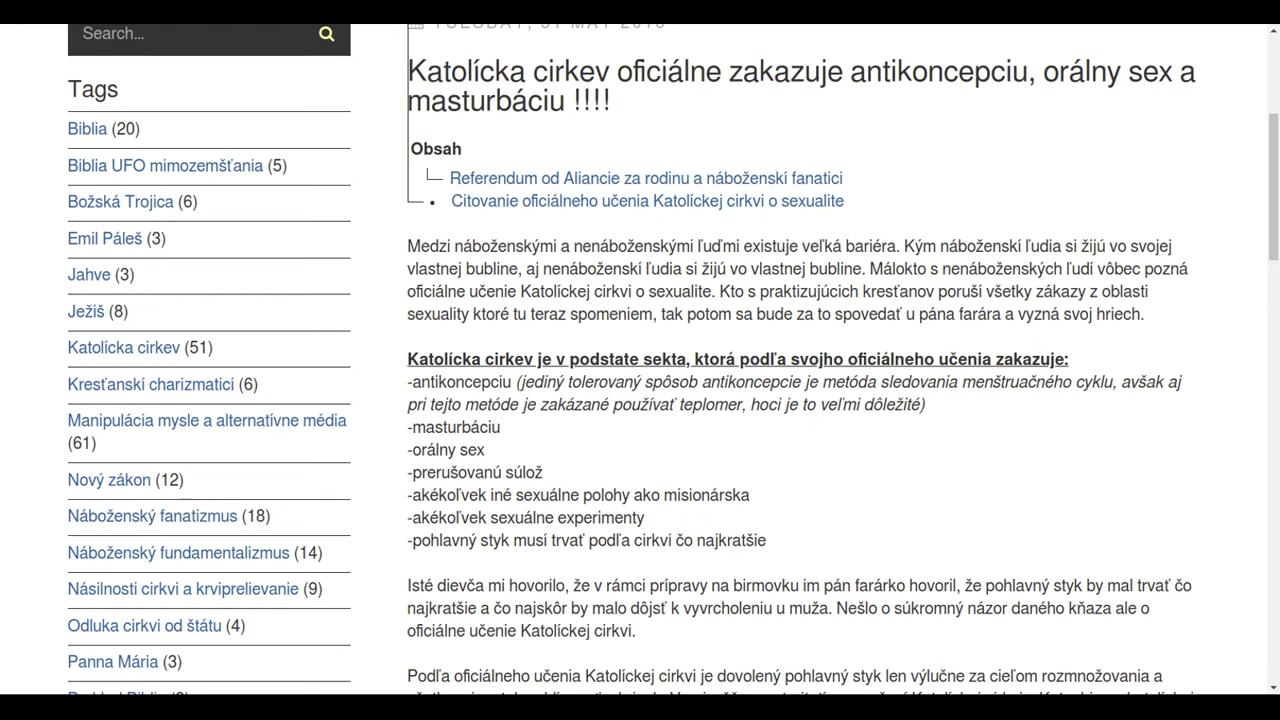 Search...
Tags
Biblia (20)
Biblia UFO mimozemšťania (5)
Božská Trojica (6)
Emil Páleš (3)
Jahve (3)
Ježiš (8)
Katolícka cirkev (51)
Kresťanskí charizmatici (6)
Manipulácia mysle a alternatívne média
(61)
Nový zákon (12)
Náboženský fanatizmus (18)
Náboženský fundamentalizmus (14)
Násilnosti cirkvi a krviprelievanie (9)
Odluka cirkvi od štátu (4)
Panna Mária (3)
Katolícka cirkev oficiálne zakazuje antikoncepciu, orálny sex a
masturbáciu !!!!
Obsah
Referendum od Aliancie za rodinu a náboženskí fanatici
• Citovanie oficiálneho učenia Katolíckej cirkvi o sexualite
Medzi náboženskými a nenáboženskými ľuďmi existuje veľká bariéra. Kým náboženskí ľudia si žijú vo svojej
vlastnej bubline, aj nenáboženskí ľudia si žijú vo vlastnej bubline. Málokto s nenáboženských ľudí vôbec pozná
oficiálne učenie Katolíckej cirkvi o sexualite. Kto s praktizujúcich kresťanov poruší všetky zákazy z oblasti
sexuality ktoré tu teraz spomeniem, tak potom sa bude za to spovedať u pána farára a vyzná svoj hriech.
Katolícka cirkev je v podstate sekta, ktorá podľa svojho oficiálneho učenia zakazuje:
-antikoncepciu (jediný tolerovaný spôsob antikoncepcie je metóda sledovania menštruačného cyklu, avšak aj
pri tejto metóde je zakázané používať teplomer, hoci je to veľmi dôležité)
-masturbáciu
-orálny sex
-prerušovanú súlož
-akékoľvek iné sexuálne polohy ako misionárska
-akékoľvek sexuálne experimenty
-pohlavný styk musí trvať podľa cirkvi čo najkratšie
Isté dievča mi hovorilo, že v rámci prípravy na birmovku im pán farárko hovoril, že pohlavný styk by mal trvať čo
najkratšie a čo najskôr by malo dôjsť k vyvrcholeniu u muža. Nešlo o súkromný názor daného kňaza ale o
oficiálne učenie Katolíckej cirkvi.
Podľa oficiálneho učenia Katolíckej cirkvi je dovolený pohlavný styk len výlučne za cieľom rozmnožovania a